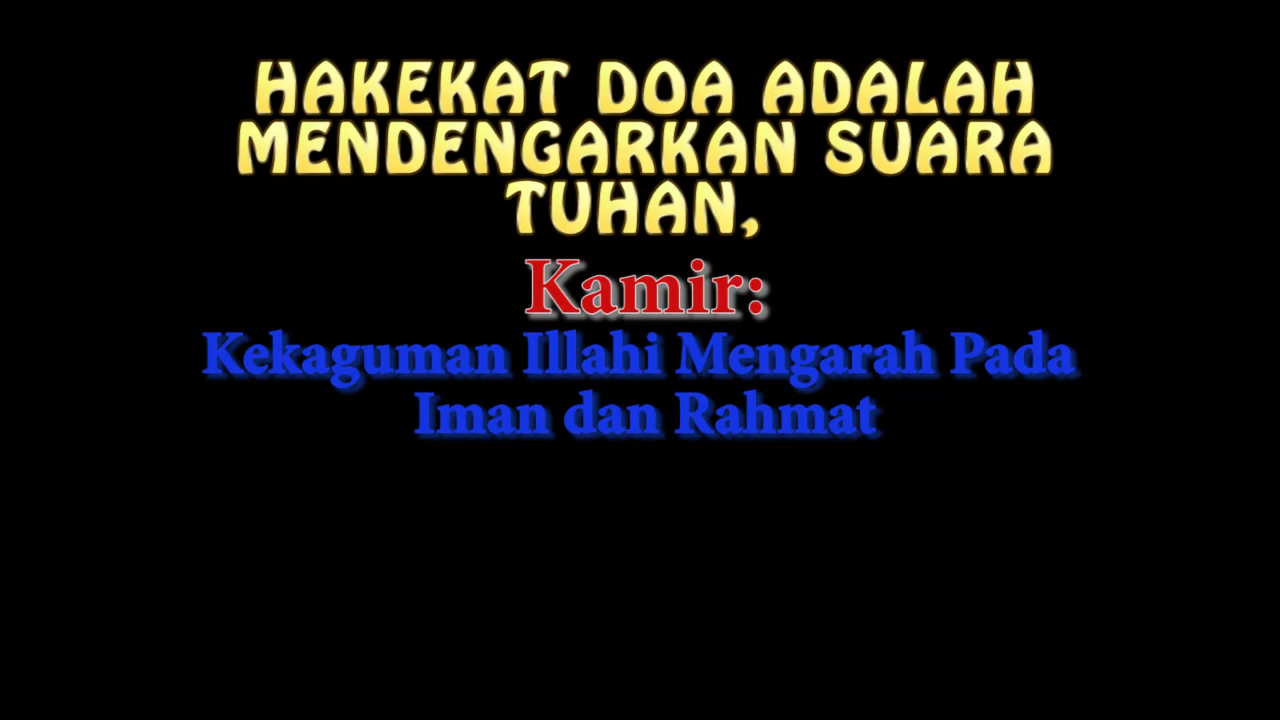 HAKEKAT DOA ADALAH
MENDENGARKAN SUARA
TUHAN,
Kamir:
Kekaguman Illahi Mengarah Pada
Iman dan Rahmat